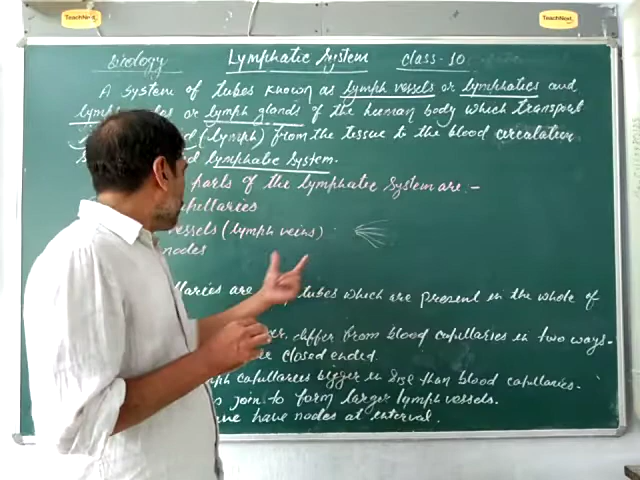 TeachNext
TeachNext
Biology Lymphatic System Class-10
A system of tubes known as lymph vessels or lymphatics and
lymph or lymph glands of the human body which transport
(lymph) from the tissue to the blood circulation
lymphatic system.
parts of the lymphatic system are:-
capillaries
vessels (lymph veins)
nodes
are tubes which are present in the whole of
differ from blood capillaries in two ways-
closed ended.
capillaries bigger in size than blood capillaries.
join to form larger lymph vessels.
have nodes at interval.